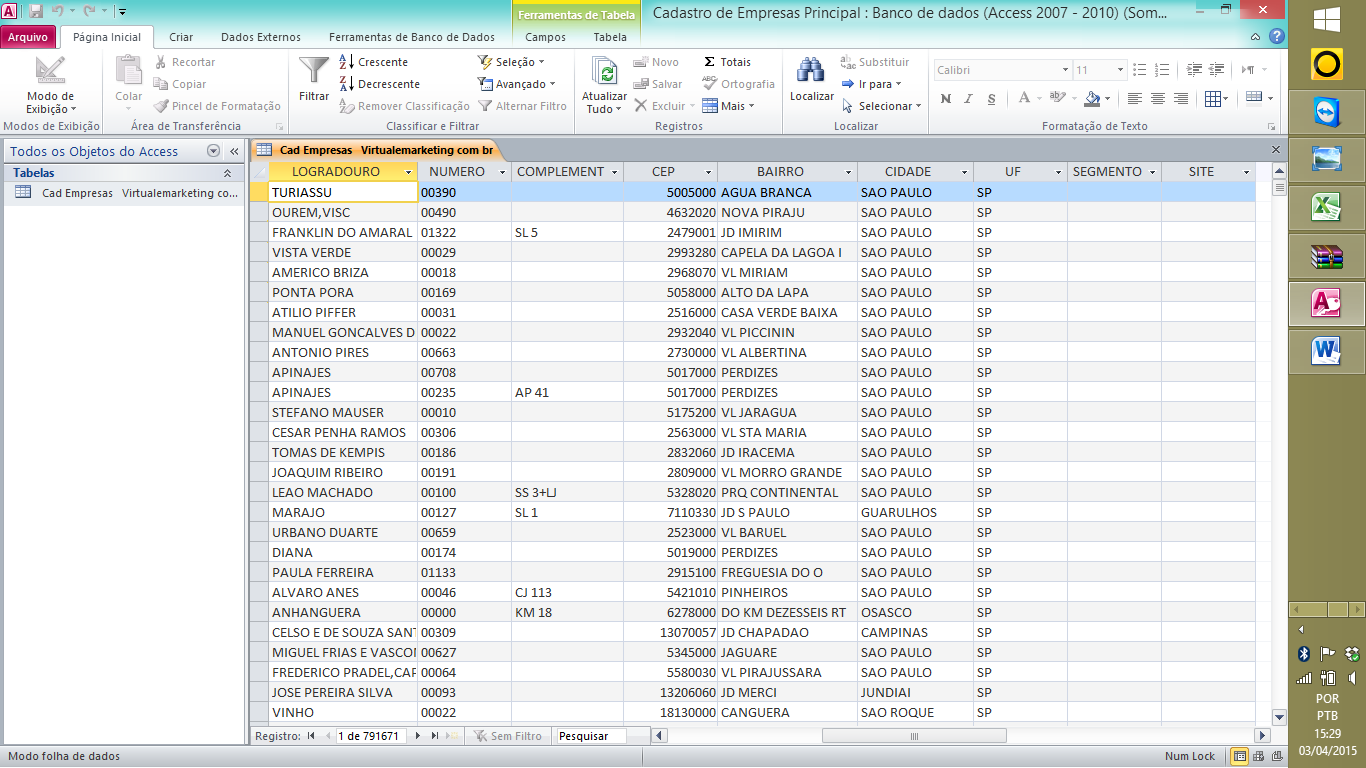 Ferramentas de Tabela
Cadastro de Empresas Principal : Banco de dados (Access 2007 - 2010) (Som...
Arquivo Página Inicial Criar Dados Externos Ferramentas de Banco de Dados Campos Tabela
Modo de Exibição
Modos de Exibição
Colar
Recortar
Copiar
Pincel de Formatação
Área de Transferência
Filtrar
Crescente
Decrescente
Remover Classificação
Seleção
Avançado
Alternar Filtro
Classificar e Filtrar
Atualizar Tudo
Novo
Salvar
Excluir
Totais
Ortografia
Mais
Registros
Localizar
Substituir
Ir para
Selecionar
Localizar
Calibri 11
N I S A
Formatação de Texto
Todos os Objetos do Access
Tabelas
Cad Empresas Virtualemarketing co...
Cad Empresas Virtualemarketing com br
LOGRADOURO NUMERO COMPLEMENT CEP BAIRRO CIDADE UF SEGMENTO SITE
TURIASSU 00390 5005000 AGUA BRANCA SAO PAULO SP
OUREM,VISC 00490 4632020 NOVA PIRAJU SAO PAULO SP
FRANKLIN DO AMARAL 01322 SL 5 2479001 JD IMIRIM SAO PAULO SP
VISTA VERDE 00029 2993280 CAPELA DA LAGOA I SAO PAULO SP
AMERICO BRIZA 00018 2968070 VL MIRIAM SAO PAULO SP
PONTA PORA 00169 5058000 ALTO DA LAPA SAO PAULO SP
ATILIO PIFFER 00031 2516000 CASA VERDE BAIXA SAO PAULO SP
MANUEL GONCALVES D 00022 2932040 VL PICCININ SAO PAULO SP
ANTONIO PIRES 00663 2730000 VL ALBERTINA SAO PAULO SP
APINAJES 00708 5017000 PERDIZES SAO PAULO SP
APINAJES 00235 AP 41 5017000 PERDIZES SAO PAULO SP
STEFANO MAUSER 00010 5175200 VL JARAGUA SAO PAULO SP
CESAR PENHA RAMOS 00306 2563000 VL STA MARIA SAO PAULO SP
TOMAS DE KEMPIS 00186 2832060 JD IRACEMA SAO PAULO SP
JOAQUIM RIBEIRO 00191 2809000 VL MORRO GRANDE SAO PAULO SP
LEAO MACHADO 00100 SS 3+LJ 5328020 PRQ CONTINENTAL SAO PAULO SP
MARAJO 00127 SL 1 7110330 JD S PAULO GUARULHOS SP
URBANO DUARTE 00659 2523000 VL BARUEL SAO PAULO SP
DIANA 00174 5019000 PERDIZES SAO PAULO SP
PAULA FERREIRA 01133 2915100 FREGUESIA DO O SAO PAULO SP
ALVARO ANES 00046 CJ 113 5421010 PINHEIROS SAO PAULO SP
ANHANGUERA 00000 KM 18 6278000 DO KM DEZESSEIS RT OSASCO SP
CELSO E DE SOUZA SANT 00309 13070057 JD CHAPADAO CAMPINAS SP
MIGUEL FRIAS E VASCON 00627 5345000 JAGUARE SAO PAULO SP
FREDERICO PRADEL,CAP 00064 5580030 VL PIRAJUSSARA SAO PAULO SP
JOSE PEREIRA SILVA 00093 13206060 JD MERCI JUNDIAI SP
VINHO 00022 18130000 CANGUERA SAO ROQUE SP
Registro: 1 de 791671 Sem Filtro Pesquisar
Modo folha de dados
Num Lock
POR
PTB
15:29
03/04/2015